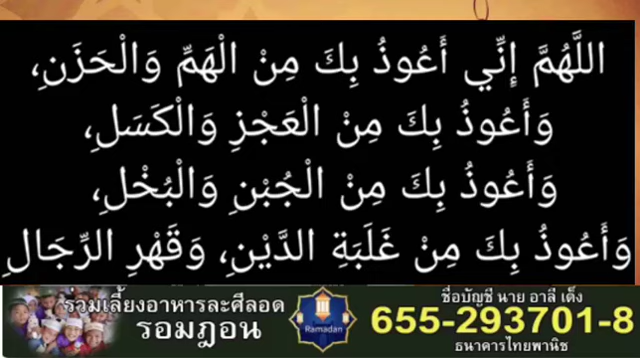 اللَّهُمَّ إِنِّي أَعُوذُ بِكَ مِنْ الْهَمِّ وَالْحَزَنِ،
وَأَعُوذُ بِكَ مِنْ الْعَجْزِ وَالْكَسَلِ،
وَأَعُوذُ بِكَ مِنْ الْجُبْنِ وَالْبُخْلِ،
وَأَعُوذُ بِكَ مِنْ غَلَبَةِ الدَّيْنِ، وَقَهْرِ الرِّجَالِ
ร่วมเลี้ยงอาหารละศีลอด
รอมฎอน
Ramadan
ชื่อบัญชี นาย อาลี เด็ง
655-293701-8
ธนาคารไทยพานิช